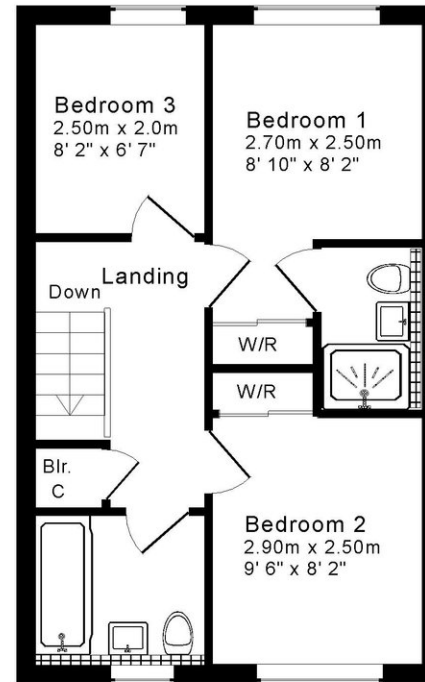 Bedroom 3
2.50m x 2.0m
8' 2" x 6' 7"
Bedroom 1
2.70m x 2.50m
8' 10" x 8' 2"
Landing
Down
W/R
W/R
Blr.
C
Bedroom 2
2.90m x 2.50m
9' 6" x 8' 2"